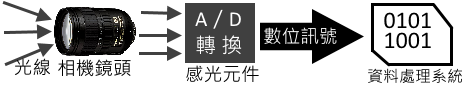 光線
相機鏡頭
A / D
轉換
感光元件
數位訊號
0101
1001
資料處理系統